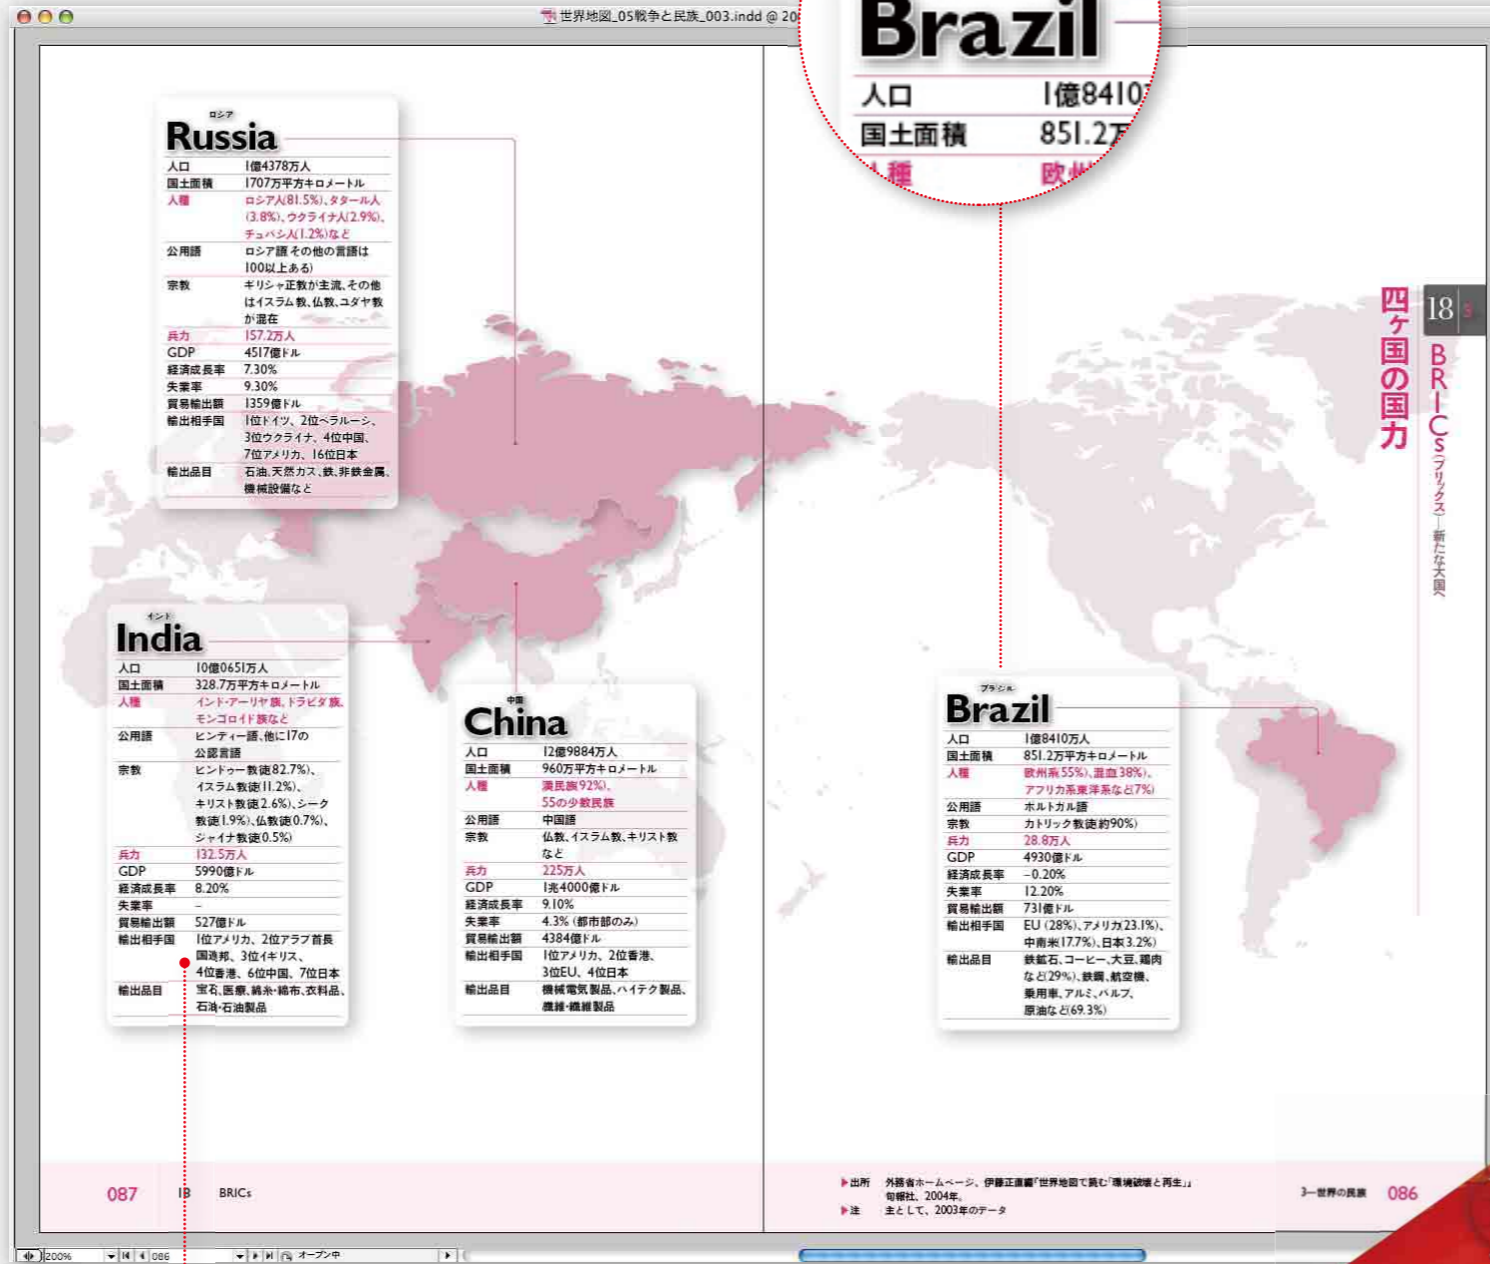 世界地図_05戦争と民族_003.indd @ 20
Brazil
人口 1億8410
国土面積 851.2万
人種 欧州
18
BRICs(ブリックス)―新たな大国へ
四ヶ国の国力
ロシア
Russia
人口 1億4378万人
国土面積 1707万平方キロメートル
人種 ロシア人(81.5%)、タタール人
(3.8%)、ウクライナ人(2.9%)、
チュバシ人(1.2%)など
公用語 ロシア語 その他の言語は
100以上ある)
宗教 ギリシャ正教が主流、その他
はイスラム教、仏教、ユダヤ教
が混在
兵力 157.2万人
GDP 4517億ドル
経済成長率 7.30%
失業率 9.30%
貿易輸出額 1359億ドル
輸出相手国 1位ドイツ、2位ベラルーシ、
3位ウクライナ、4位中国、
7位アメリカ、16位日本
輸出品目 石油、天然ガス、鉄、非鉄金属、
機械設備など
インド
India
人口 10億0651万人
国土面積 328.7万平方キロメートル
人種 インド・アーリヤ族、ドラビダ族、
モンゴロイド族など
公用語 ヒンディー語、他に17の
公認言語
宗教 ヒンドゥー教徒(82.7%)、
イスラム教徒(11.2%)、
キリスト教徒(2.6%)、シーク
教徒(1.9%)、仏教徒(0.7%)、
ジャイナ教徒(0.5%)
兵力 132.5万人
GDP 5990億ドル
経済成長率 8.20%
失業率 –
貿易輸出額 527億ドル
輸出相手国 1位アメリカ、2位アラブ首長
国連邦、3位イギリス、
4位香港、6位中国、7位日本
輸出品目 宝石、医療、綿糸・綿布、衣料品、
石油・石油製品
中国
China
人口 12億9884万人
国土面積 960万平方キロメートル
人種 漢民族(92%)、
55の少数民族
公用語 中国語
宗教 仏教、イスラム教、キリスト教
など
兵力 225万人
GDP 1兆4000億ドル
経済成長率 9.10%
失業率 4.3% (都市部のみ)
貿易輸出額 4384億ドル
輸出相手国 1位アメリカ、2位香港、
3位EU、4位日本
輸出品目 機械電気製品、ハイテク製品、
繊維・繊維製品
ブラジル
Brazil
人口 1億8410万人
国土面積 851.2万平方キロメートル
人種 欧州系(55%)、混血(38%)、
アフリカ系東洋系など(7%)
公用語 ポルトガル語
宗教 カトリック教徒(約90%)
兵力 28.8万人
GDP 4930億ドル
経済成長率 –0.20%
失業率 12.20%
貿易輸出額 731億ドル
輸出相手国 EU (28%)、アメリカ(23.1%)、
中南米(17.7%)、日本(3.2%)
輸出品目 鉄鉱石、コーヒー、大豆、鶏肉
など(29%)、鉄鋼、航空機、
乗用車、アルミ、パルプ、
原油など(69.3%)
087 18 BRICs
▶出所 外務省ホームページ、伊藤正直編『世界地図で読む「環境破壊と再生」』
旬報社、2004年。
▶注 主として、2003年のデータ
3―世界の民族 086
200% 086 オープン中